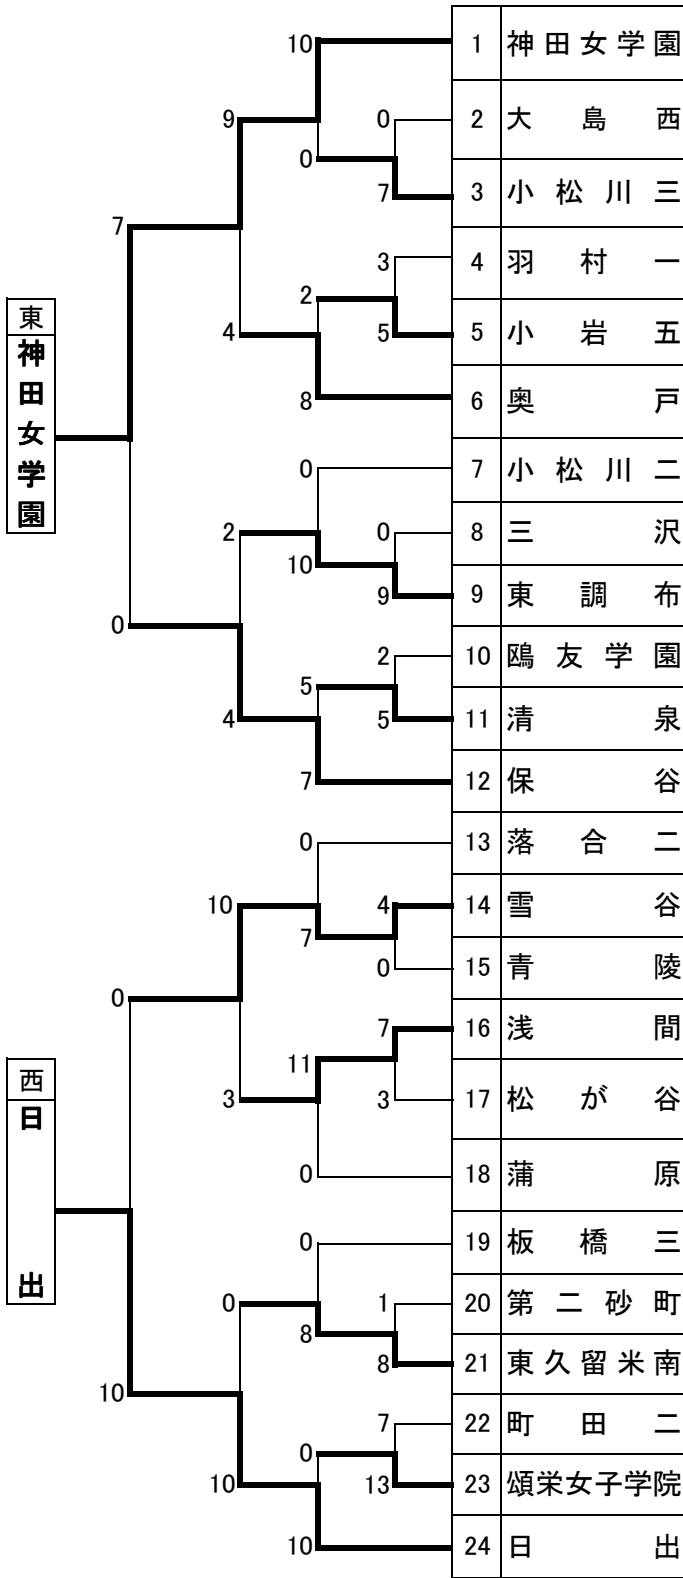 10
1 神田女学園
9
0
2 大島西
0
7
3 小松川三
7
3
4 羽村一
2
4
5
5 小岩五
8
6 奥戸
東
神田女学園
0
7 小松川二
2
0
8 三沢
10
9
9 東調布
0
2
10 鴎友学園
5
4
5
11 清泉
7
12 保谷
0
13 落合二
10
4
14 雪谷
7
0
15 青陵
0
7
16 浅間
11
3
3
17 松が谷
0
18 蒲原
西
日出
0
19 板橋三
0
1
20 第二砂町
8
8
21 東久留米南
10
7
22 町田二
0
10
13
23 頌栄女子学院
10
24 日出